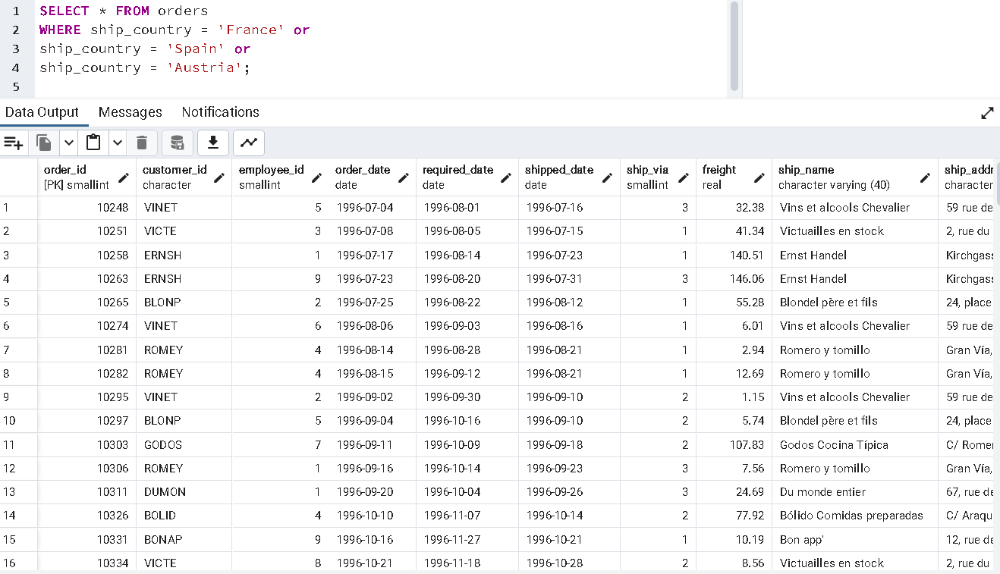 1 SELECT * FROM orders
2 WHERE ship_country = 'France' or
3 ship_country = 'Spain' or
4 ship_country = 'Austria';
5
Data Output Messages Notifications
order_id customer_id employee_id order_date required_date shipped_date ship_via freight ship_name ship_addr
[PK] smallint character smallint date date date smallint real character varying (40) character
1 10248 VINET 5 1996-07-04 1996-08-01 1996-07-16 3 32.38 Vins et alcools Chevalier 59 rue de
2 10251 VICTE 3 1996-07-08 1996-08-05 1996-07-15 1 41.34 Victuailles en stock 2, rue du
3 10258 ERNSH 1 1996-07-17 1996-08-14 1996-07-23 1 140.51 Ernst Handel Kirchgass
4 10263 ERNSH 9 1996-07-23 1996-08-20 1996-07-31 3 146.06 Ernst Handel Kirchgass
5 10265 BLONP 2 1996-07-25 1996-08-22 1996-08-12 1 55.28 Blondel père et fils 24, place
6 10274 VINET 6 1996-08-06 1996-09-03 1996-08-16 1 6.01 Vins et alcools Chevalier 59 rue de
7 10281 ROMEY 4 1996-08-14 1996-08-28 1996-08-21 1 2.94 Romero y tomillo Gran Vía,
8 10282 ROMEY 4 1996-08-15 1996-09-12 1996-08-21 1 12.69 Romero y tomillo Gran Vía,
9 10295 VINET 2 1996-09-02 1996-09-30 1996-09-10 2 1.15 Vins et alcools Chevalier 59 rue de
10 10297 BLONP 5 1996-09-04 1996-10-16 1996-09-10 2 5.74 Blondel père et fils 24, place
11 10303 GODOS 7 1996-09-11 1996-10-09 1996-09-18 2 107.83 Godos Cocina Típica C/ Romer
12 10306 ROMEY 1 1996-09-16 1996-10-14 1996-09-23 3 7.56 Romero y tomillo Gran Vía,
13 10311 DUMON 1 1996-09-20 1996-10-04 1996-09-26 3 24.69 Du monde entier 67, rue de
14 10326 BOLID 4 1996-10-10 1996-11-07 1996-10-14 2 77.92 Bólido Comidas preparadas C/ Araqu
15 10331 BONAP 9 1996-10-16 1996-11-27 1996-10-21 1 10.19 Bon app' 12, rue de
16 10334 VICTE 8 1996-10-21 1996-11-18 1996-10-28 2 8.56 Victuailles en stock 2, rue du